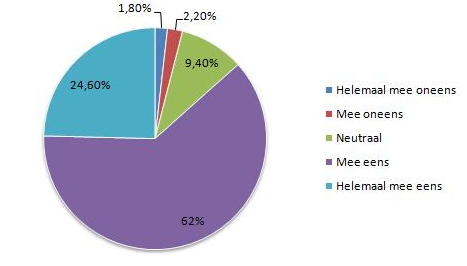 1,80%
2,20%
9,40%
24,60%
62%
Helemaal mee oneens
Mee oneens
Neutraal
Mee eens
Helemaal mee eens